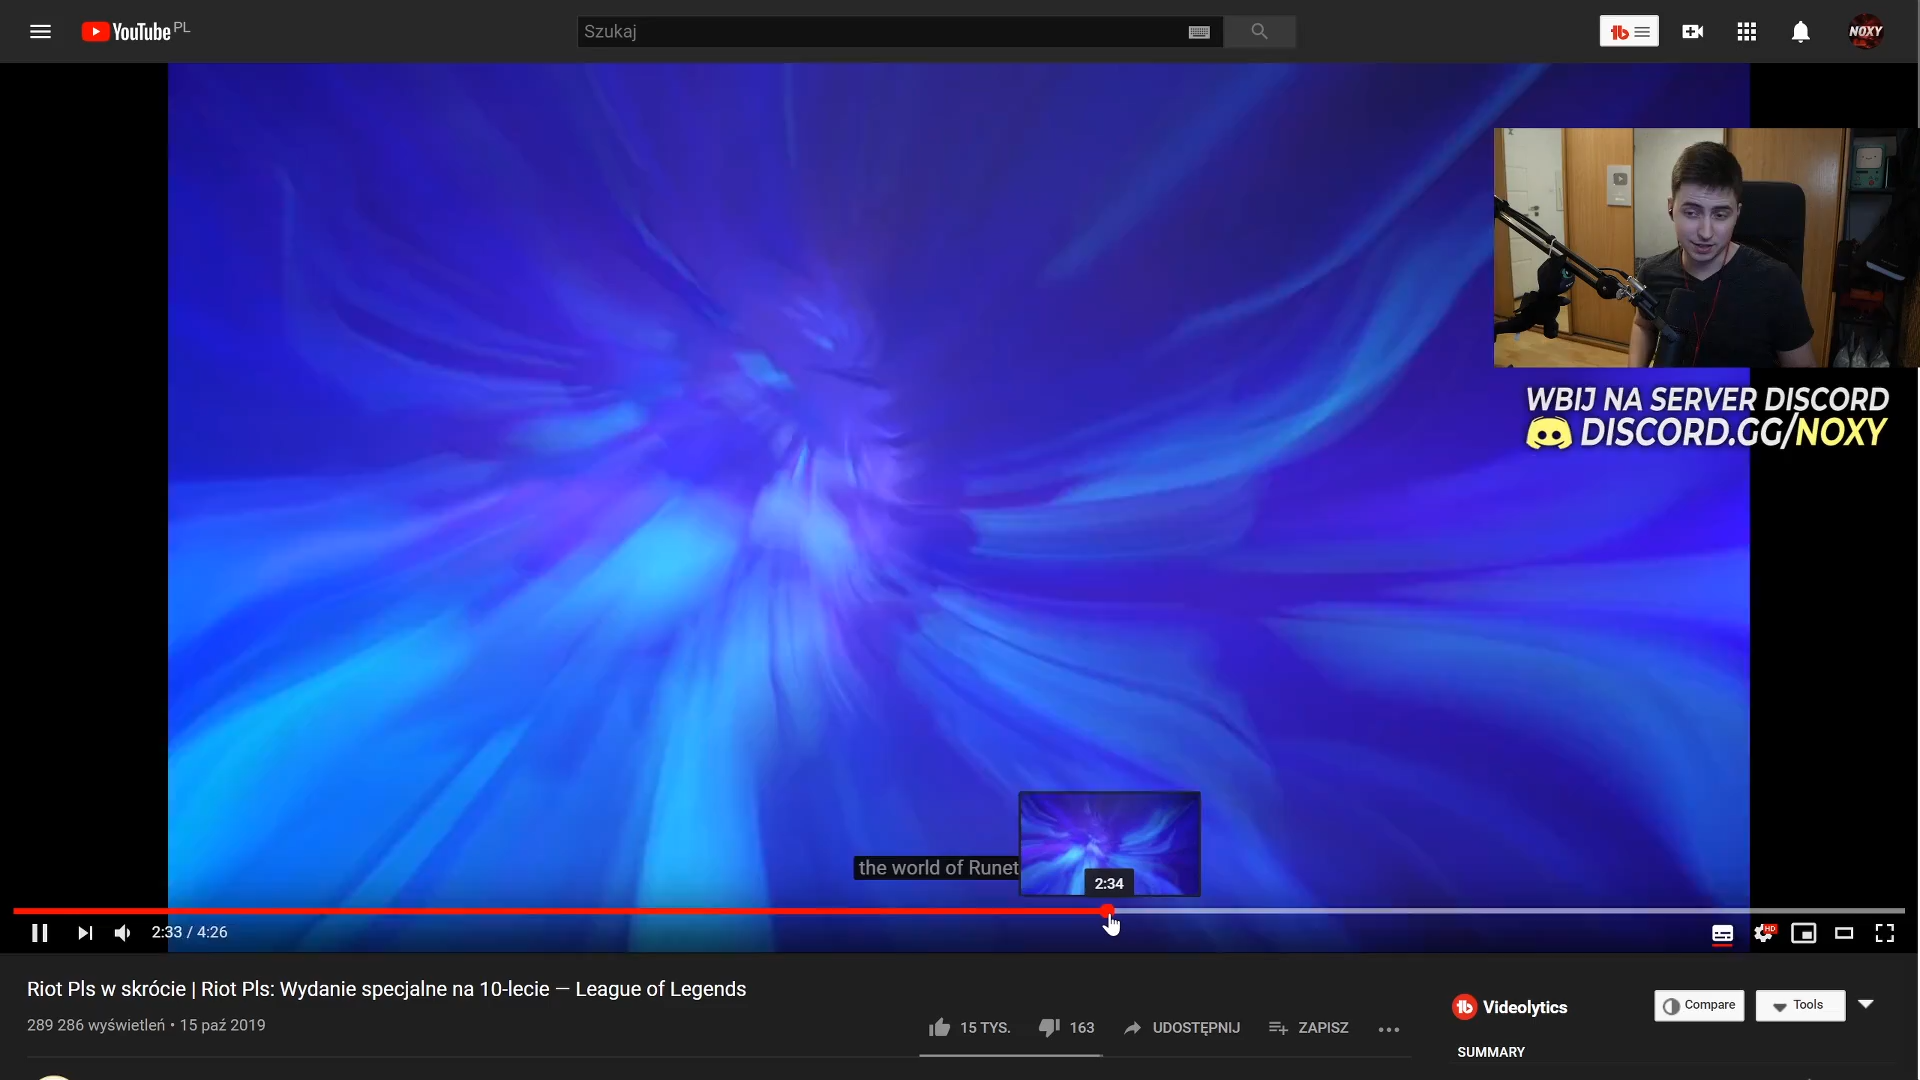 YouTube PL
Szukaj
NOXY
WBIJ NA SERVER DISCORD
DISCORD.GG/NOXY
the world of Runet
2:34
2:33 / 4:26
HD
Riot Pls w skrócie | Riot Pls: Wydanie specjalne na 10-lecie — League of Legends
289 286 wyświetleń • 15 paź 2019
15 TYS.
163
UDOSTĘPNIJ
ZAPISZ
Videolytics
Compare
Tools
SUMMARY